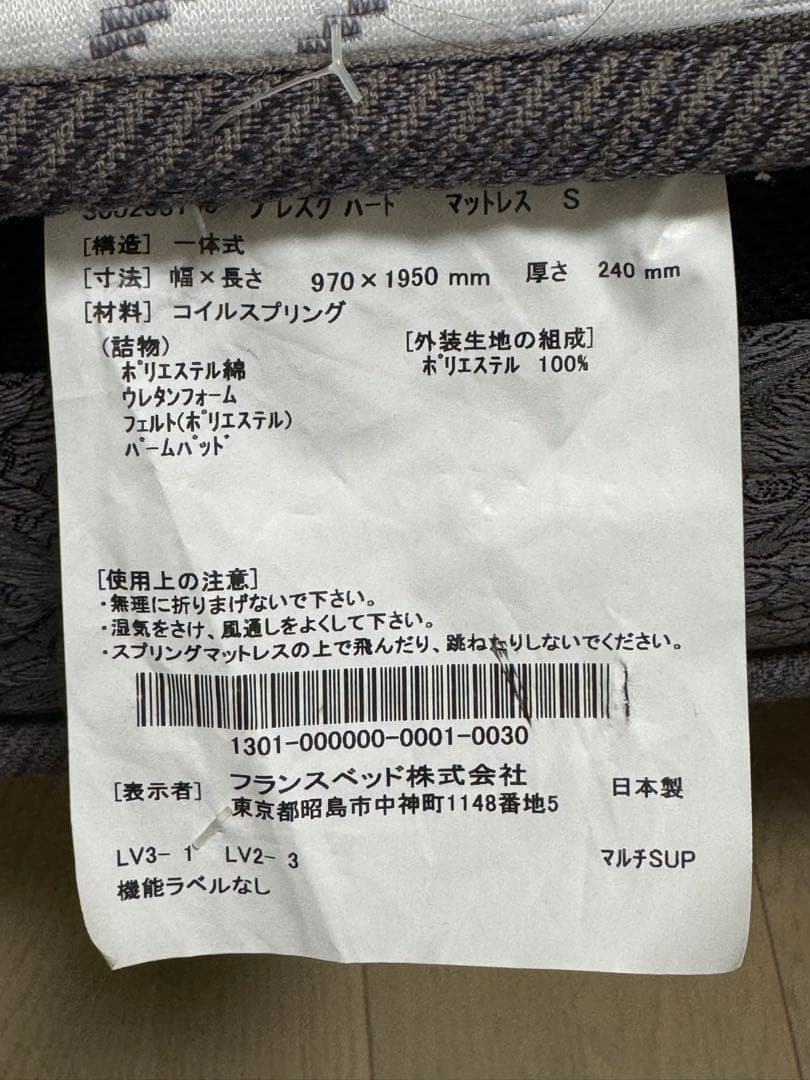 ハード マットレス S
[構造] 一体式
[寸法] 幅×長さ 970×1950 mm 厚さ 240 mm
[材料] コイルスプリング
(詰物) [外装生地の組成]
ﾎﾟﾘｴｽﾃﾙ綿 ﾎﾟﾘｴｽﾃﾙ 100%
ｳﾚﾀﾝﾌｫｰﾑ
ﾌｪﾙﾄ(ﾎﾟﾘｴｽﾃﾙ)
ﾊﾟｰﾑﾊﾟｯﾄﾞ
[使用上の注意]
・無理に折りまげないで下さい。
・湿気をさけ、風通しをよくして下さい。
・スプリングマットレスの上で飛んだり、跳ねたりしないでください。
1301-000000-0001-0030
[表示者] フランスベッド株式会社 日本製
東京都昭島市中神町1148番地5
LV3- 1 LV2- 3 ﾏﾙﾁSUP
機能ラベルなし